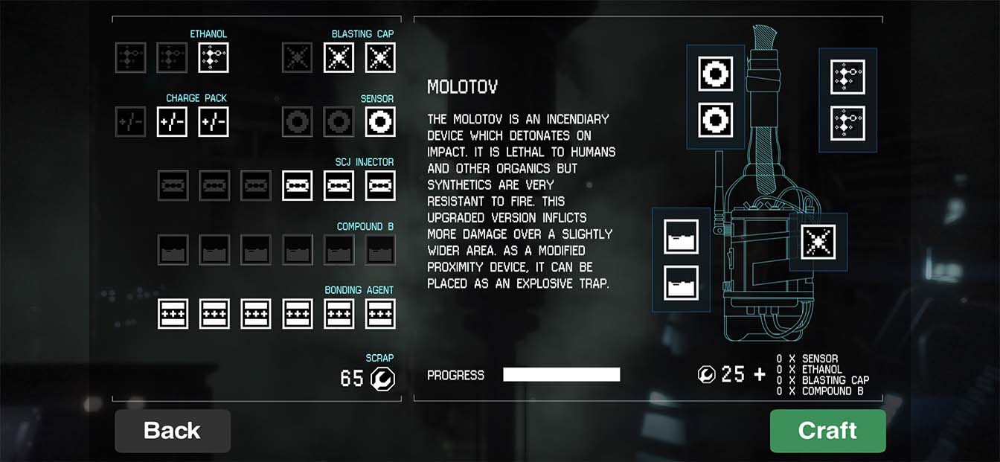 ETHANOL
BLASTING CAP
CHARGE PACK
+/-
+/-
+/-
SENSOR
SCJ INJECTOR
COMPOUND B
BONDING AGENT
SCRAP
65
MOLOTOV
THE MOLOTOV IS AN INCENDIARY
DEVICE WHICH DETONATES ON
IMPACT. IT IS LETHAL TO HUMANS
AND OTHER ORGANICS BUT
SYNTHETICS ARE VERY
RESISTANT TO FIRE. THIS
UPGRADED VERSION INFLICTS
MORE DAMAGE OVER A SLIGHTLY
WIDER AREA. AS A MODIFIED
PROXIMITY DEVICE, IT CAN BE
PLACED AS AN EXPLOSIVE TRAP.
PROGRESS
25 +
0 X SENSOR
0 X ETHANOL
0 X BLASTING CAP
0 X COMPOUND B
Back
Craft